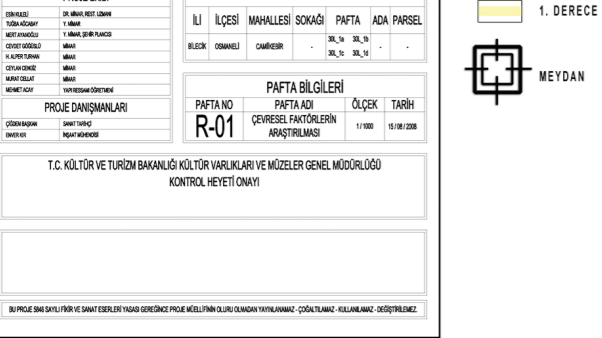 ESİN KULELİ DR. MİMAR, REST. UZMANI
TUĞBA AĞCABAY Y. MİMAR
MERT AYANOĞLU Y. MİMAR, ŞEHİR PLANCISI
CEVDET GÖĞÜSLÜ MİMAR
H. ALPER TURHAN MİMAR
CEYLAN CENGİZ MİMAR
MURAT CELLAT MİMAR
MEHMET ACAY YAPI RESSAMI ÖĞRETMENİ
PROJE DANIŞMANLARI
ÇİĞDEM BAŞKAN SANAT TARİHÇİ
ENVER KIR İNŞAAT MÜHENDİSİ
İLİ İLÇESİ MAHALLESİ SOKAĞI PAFTA ADA PARSEL
BİLECİK OSMANELİ CAMİİKEBİR - 30L_1a 30L_1b - -
30L_1c 30L_1d
PAFTA BİLGİLERİ
PAFTA NO PAFTA ADI ÖLÇEK TARİH
R-01 ÇEVRESEL FAKTÖRLERİN ARAŞTIRILMASI 1 / 1000 15 / 08 / 2008
T.C. KÜLTÜR VE TURİZM BAKANLIĞI KÜLTÜR VARLIKLARI VE MÜZELER GENEL MÜDÜRLÜĞÜ
KONTROL HEYETİ ONAYI
BU PROJE 5846 SAYILI FİKİR VE SANAT ESERLERİ YASASI GEREĞİNCE PROJE MÜELLİFİNİN OLURU OLMADAN YAYINLANAMAZ - ÇOĞALTILAMAZ - KULLANILAMAZ - DEĞİŞTİRİLEMEZ.
1. DERECE
MEYDAN